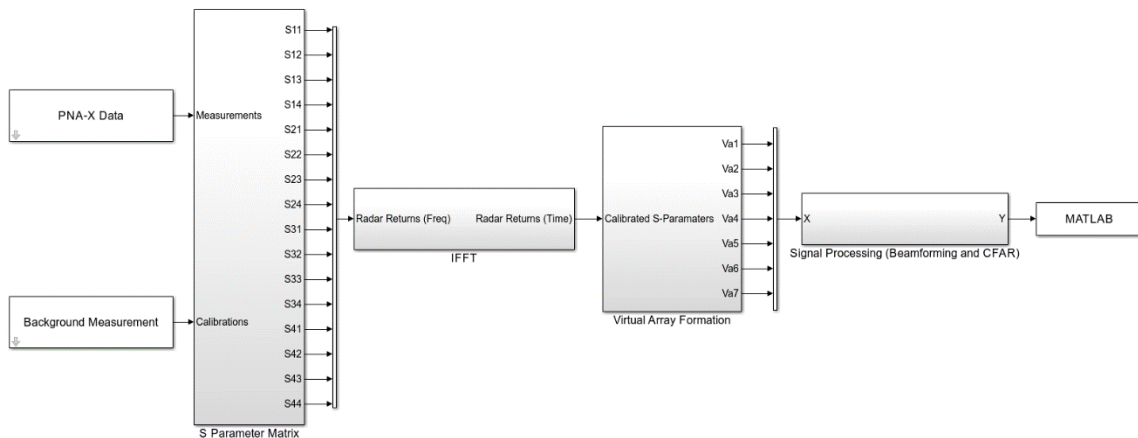 PNA-X Data
Background Measurement
Measurements
Calibrations
S11
S12
S13
S14
S21
S22
S23
S24
S31
S32
S33
S34
S41
S42
S43
S44
S Parameter Matrix
Radar Returns (Freq)
Radar Returns (Time)
IFFT
Calibrated S-Paramaters
Va1
Va2
Va3
Va4
Va5
Va6
Va7
Virtual Array Formation
X
Y
Signal Processing (Beamforming and CFAR)
MATLAB